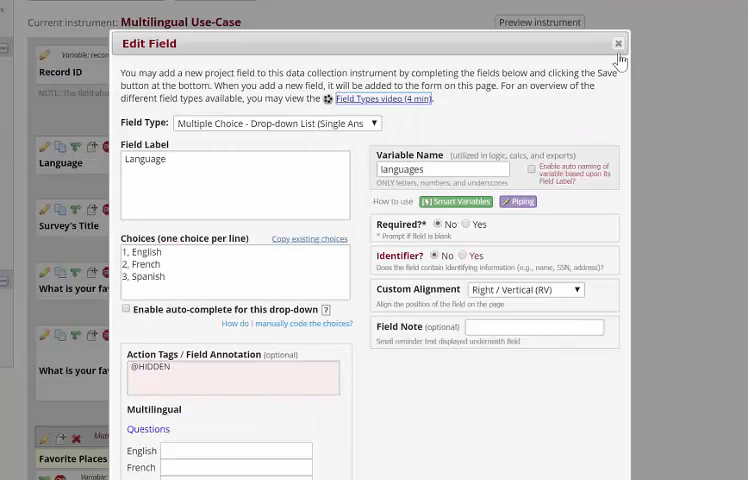 Current instrument: Multilingual Use-Case
Preview instrument
Variable: recor
Record ID
NOTE: The field abo
Language
Survey's Title
What is your fav
What is your fav
Favorite Places
Edit Field
You may add a new project field to this data collection instrument by completing the fields below and clicking the Save
button at the bottom. When you add a new field, it will be added to the form on this page. For an overview of the
different field types available, you may view the Field Types video (4 min).
Field Type: Multiple Choice - Drop-down List (Single Ans
Field Label
Language
Variable Name (utilized in logic, calcs, and exports)
languages
Enable auto naming of
variable based upon its
Field Label?
ONLY letters, numbers, and underscores
How to use Smart Variables Piping
Required?* No Yes
* Prompt if field is blank
Choices (one choice per line) Copy existing choices
1, English
2, French
3, Spanish
Identifier? No Yes
Does the field contain identifying information (e.g., name, SSN, address)?
Custom Alignment Right / Vertical (RV)
Align the position of the field on the page
Enable auto-complete for this drop-down ?
How do I manually code the choices?
Field Note (optional)
Small reminder text displayed underneath field
Action Tags / Field Annotation (optional)
@HIDDEN
Multilingual
Questions
English
French